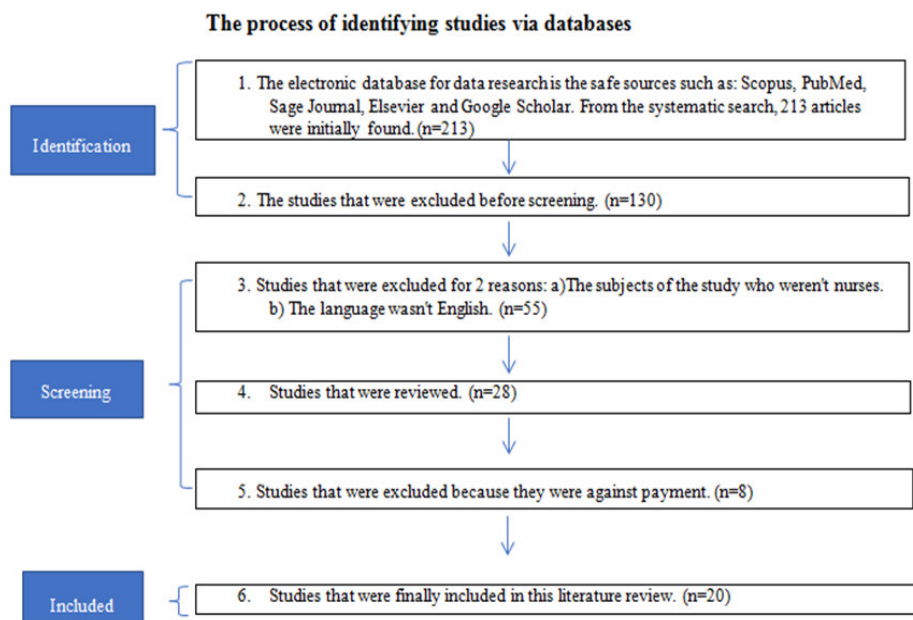 The process of identifying studies via databases
Identification
1. The electronic database for data research is the safe sources such as: Scopus, PubMed,
Sage Journal, Elsevier and Google Scholar. From the systematic search, 213 articles
were initially found. (n=213)
2. The studies that were excluded before screening. (n=130)
Screening
3. Studies that were excluded for 2 reasons: a)The subjects of the study who weren't nurses.
b) The language wasn't English. (n=55)
4. Studies that were reviewed. (n=28)
5. Studies that were excluded because they were against payment. (n=8)
Included
6. Studies that were finally included in this literature review. (n=20)